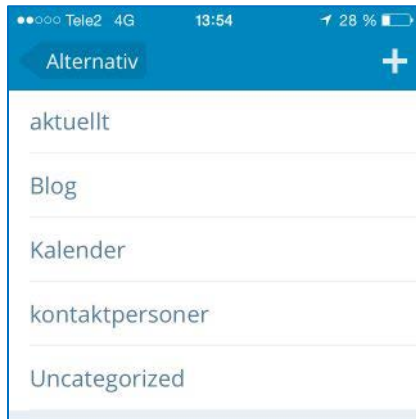 Tele2 4G 13:54 28 %
Alternativ +
aktuellt
Blog
Kalender
kontaktpersoner
Uncategorized